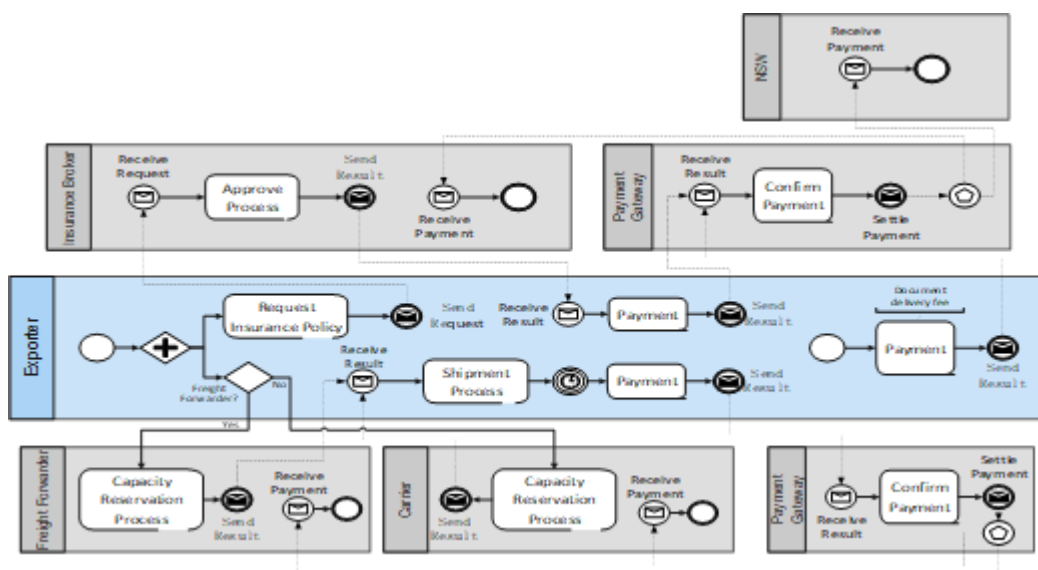 NSW
Receive
Payment
Insurance Broker
Receive
Request
Approve
Process
Send
Result
Receive
Payment
Payment
Gateway
Receive
Result
Confirm
Payment
Settle
Payment
Exporter
Request
Insurance Policy
Send
Request
Receive
Result
Payment
Send
Result
Document
delivery fee
Payment
Send
Result
Freight
Forwarder?
No
Yes
Receive
Result
Shipment
Process
Payment
Send
Result
Freight Forwarder
Capacity
Reservation
Process
Send
Result
Receive
Payment
Carrier
Send
Result
Capacity
Reservation
Process
Receive
Payment
Payment
Gateway
Receive
Result
Confirm
Payment
Settle
Payment